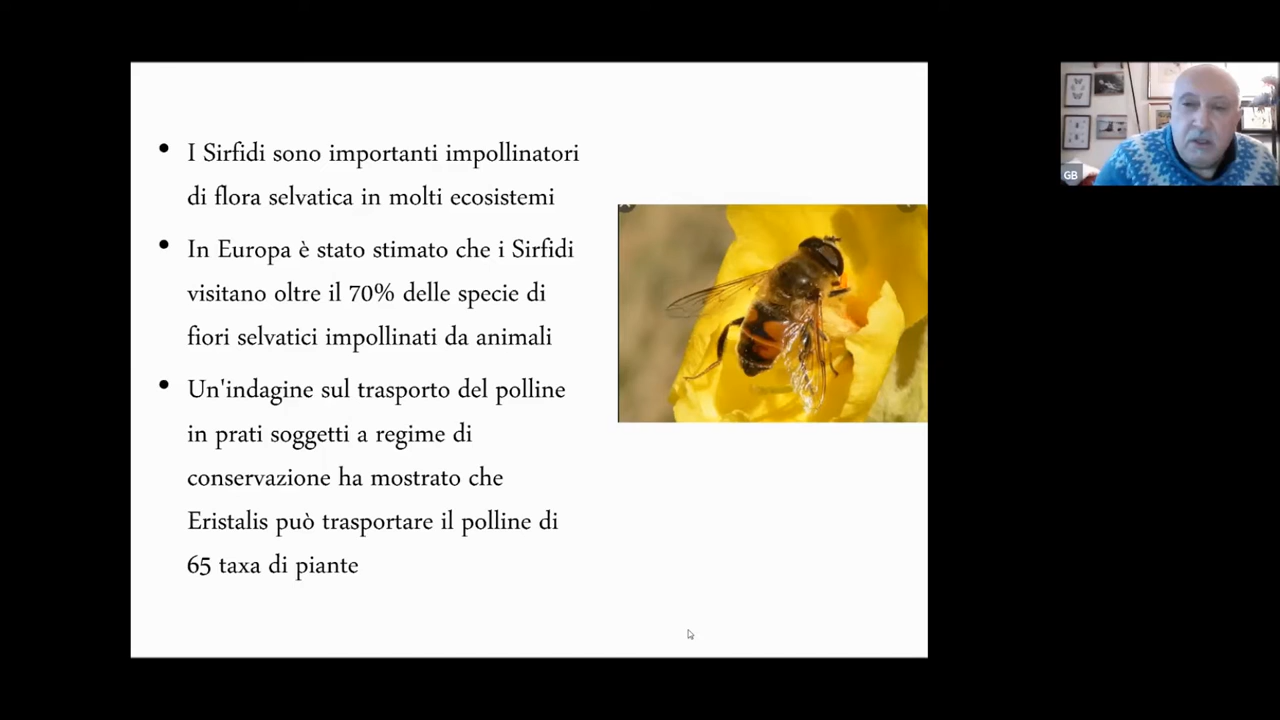 • I Sirfidi sono importanti impollinatori
di flora selvatica in molti ecosistemi
• In Europa è stato stimato che i Sirfidi
visitano oltre il 70% delle specie di
fiori selvatici impollinati da animali
• Un'indagine sul trasporto del polline
in prati soggetti a regime di
conservazione ha mostrato che
Eristalis può trasportare il polline di
65 taxa di piante
GB